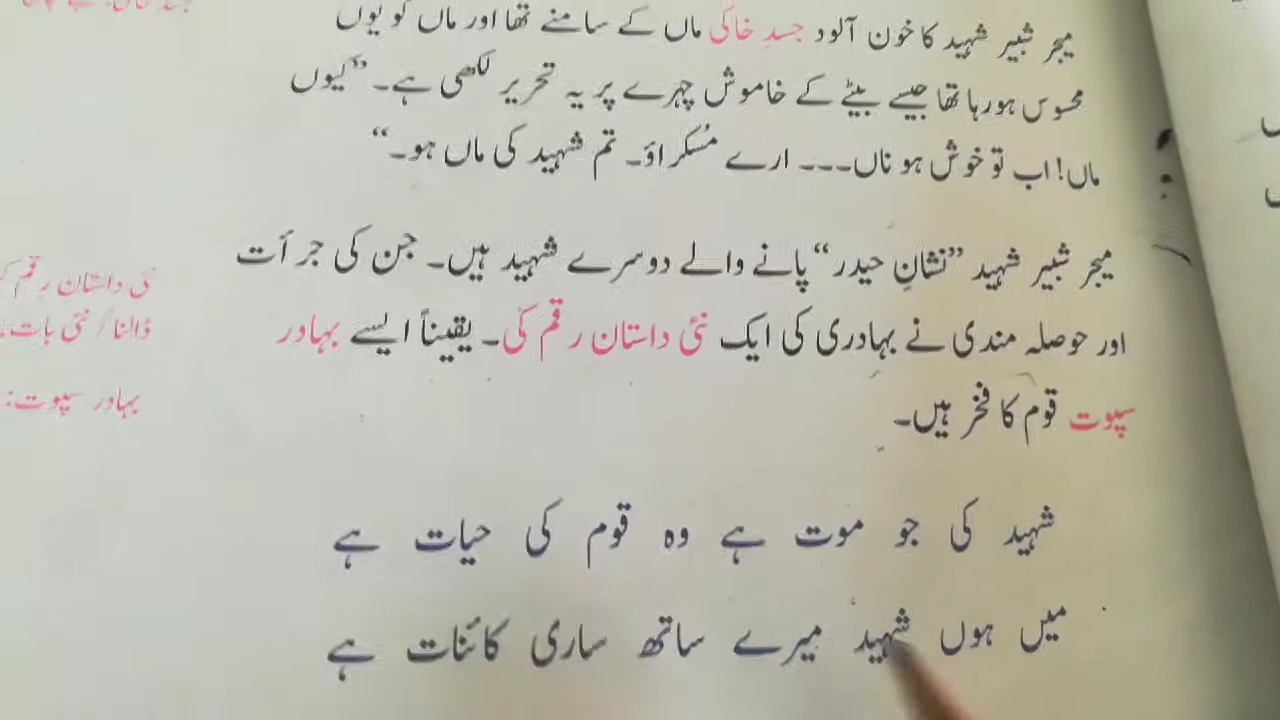 میجر شبیر شہید کا خون آلود جسدِ خاکی ماں کے سامنے تھا اور ماں کو یوں
محسوس ہو رہا تھا جیسے بیٹے کے خاموش چہرے پر یہ تحریر لکھی ہے۔ ”کیوں
ماں! اب تو خوش ہو ناں۔۔۔ ارے مُسکراؤ۔ تم شہید کی ماں ہو۔“
میجر شبیر شہید ”نشانِ حیدر“ پانے والے دوسرے شہید ہیں۔ جن کی جرأت
اور حوصلہ مندی نے بہادری کی ایک نئی داستان رقم کی۔ یقیناً ایسے بہادر
سپوت قوم کا فخر ہیں۔
شہید کی جو موت ہے وہ قوم کی حیات ہے
میں ہوں شہید میرے ساتھ ساری کائنات ہے
نئی داستان رقم
ڈالنا / نئی بات
بہادر سپوت: